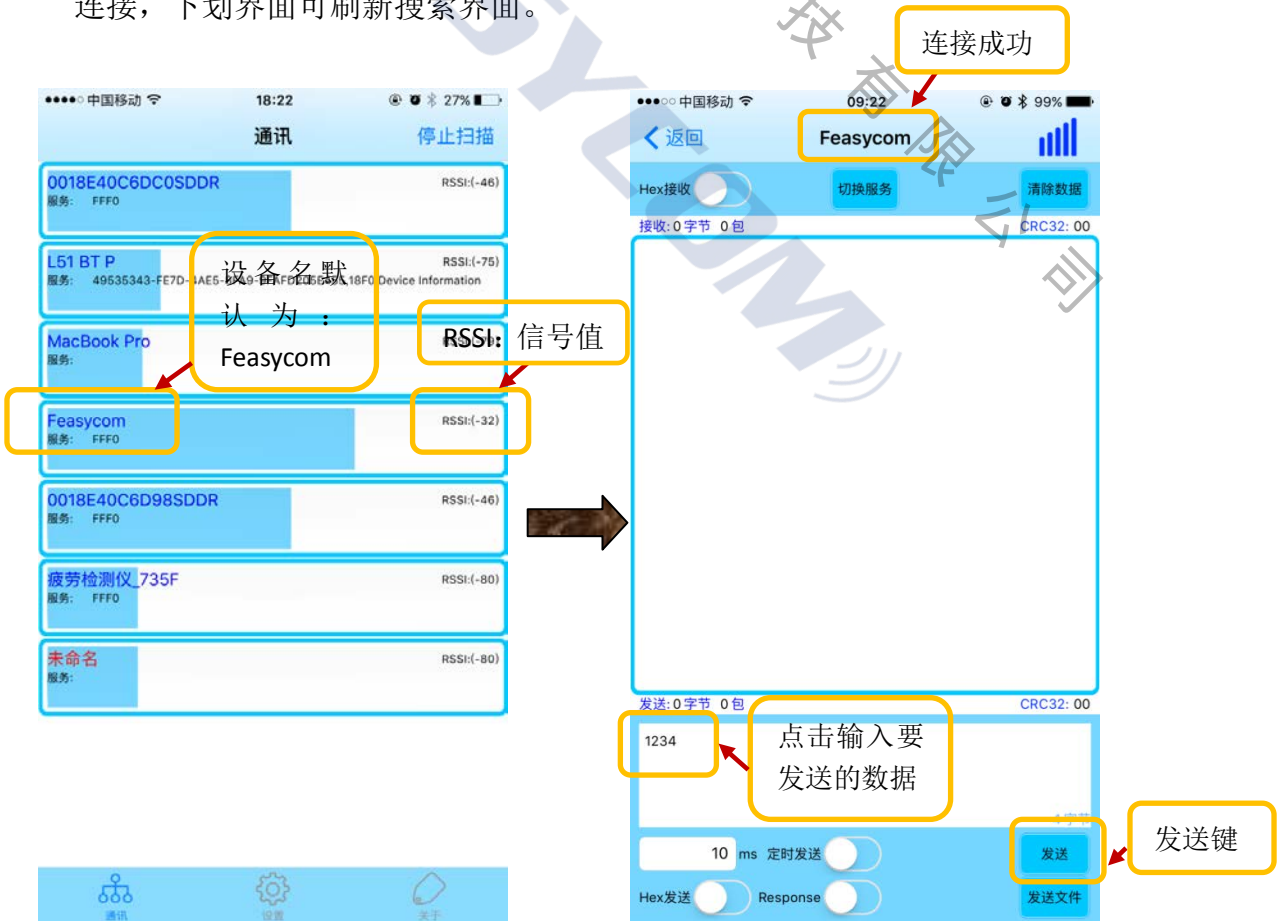 连接，下划界面可刷新搜索界面。
连接成功
中国移动 18:22 27%
通讯 停止扫描
0018E40C6DC0SDDR RSSI:(-46)
服务: FFF0
L51 BT P RSSI:(-75)
服务: 49535343-FE7D-4AE5- 18F0 Device Information
设备名默
认为：
Feasycom
MacBook Pro
服务:
RSSI：信号值
Feasycom RSSI:(-32)
服务: FFF0
0018E40C6D98SDDR RSSI:(-46)
服务: FFF0
疲劳检测仪_735F RSSI:(-80)
服务: FFF0
未命名 RSSI:(-80)
服务:
通讯 设置 关于
中国移动 09:22 99%
返回 Feasycom
Hex接收 切换服务 清除数据
接收: 0 字节 0 包 CRC32: 00
发送: 0 字节 0 包 CRC32: 00
1234
点击输入要
发送的数据
字节
10 ms 定时发送 发送
发送键
Hex发送 Response 发送文件
SYCOM
技有限公司